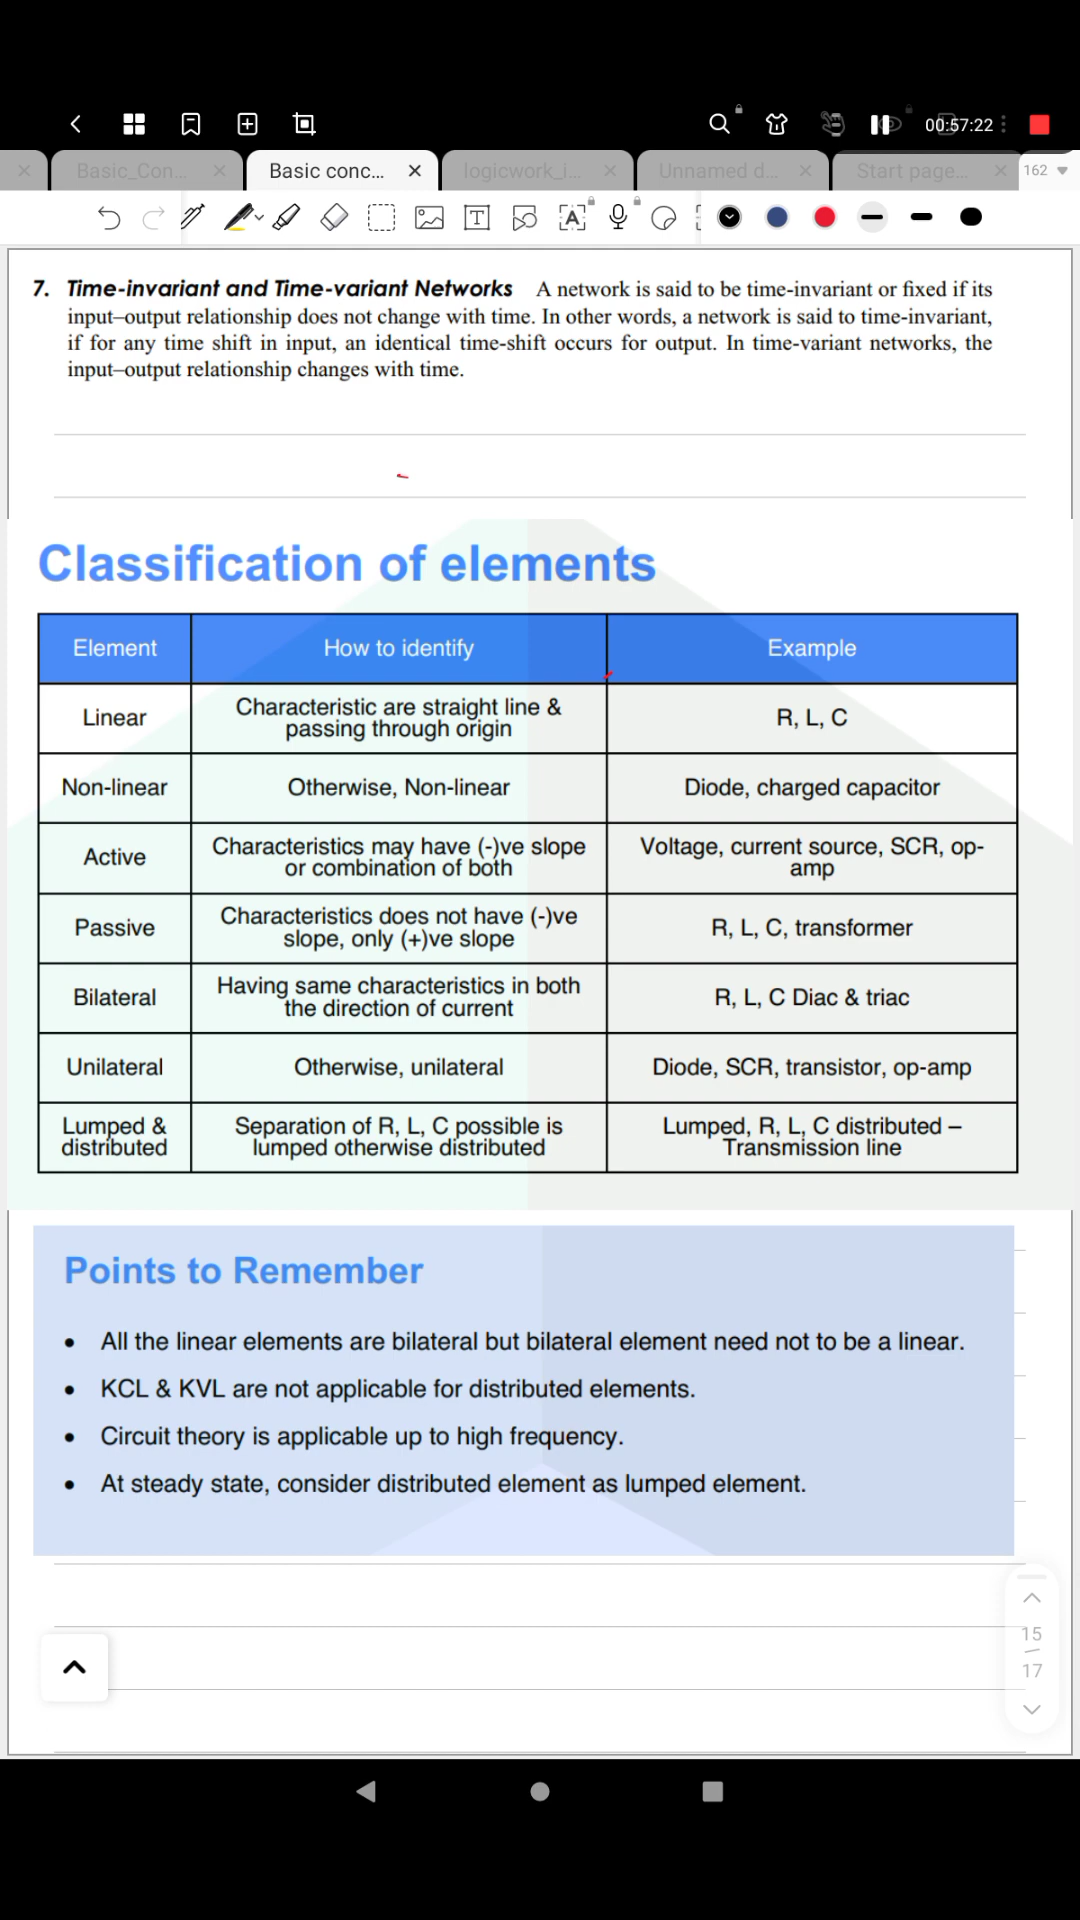 00:57:22
Basic_Con...
Basic conc...
logicwork_i...
Unnamed d...
Start page...
162
7. Time-invariant and Time-variant Networks A network is said to be time-invariant or fixed if its
input–output relationship does not change with time. In other words, a network is said to time-invariant,
if for any time shift in input, an identical time-shift occurs for output. In time-variant networks, the
input–output relationship changes with time.
Classification of elements
Element How to identify Example
Linear
Characteristic are straight line &
passing through origin
R, L, C
Non-linear Otherwise, Non-linear Diode, charged capacitor
Active
Characteristics may have (-)ve slope
or combination of both
Voltage, current source, SCR, op-
amp
Passive
Characteristics does not have (-)ve
slope, only (+)ve slope
R, L, C, transformer
Bilateral
Having same characteristics in both
the direction of current
R, L, C Diac & triac
Unilateral Otherwise, unilateral Diode, SCR, transistor, op-amp
Lumped &
distributed
Separation of R, L, C possible is
lumped otherwise distributed
Lumped, R, L, C distributed –
Transmission line
Points to Remember
• All the linear elements are bilateral but bilateral element need not to be a linear.
• KCL & KVL are not applicable for distributed elements.
• Circuit theory is applicable up to high frequency.
• At steady state, consider distributed element as lumped element.
15
17